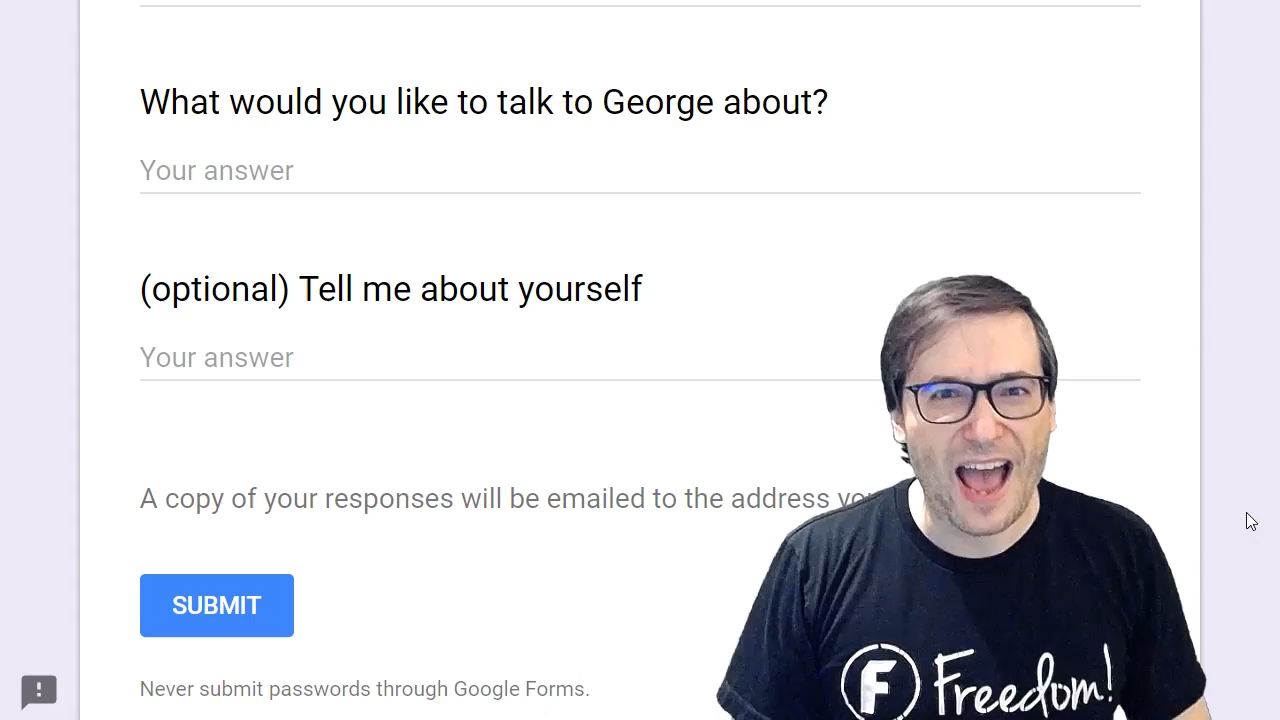 What would you like to talk to George about?
Your answer
(optional) Tell me about yourself
Your answer
A copy of your responses will be emailed to the address
SUBMIT
F Freedom!
Never submit passwords through Google Forms.